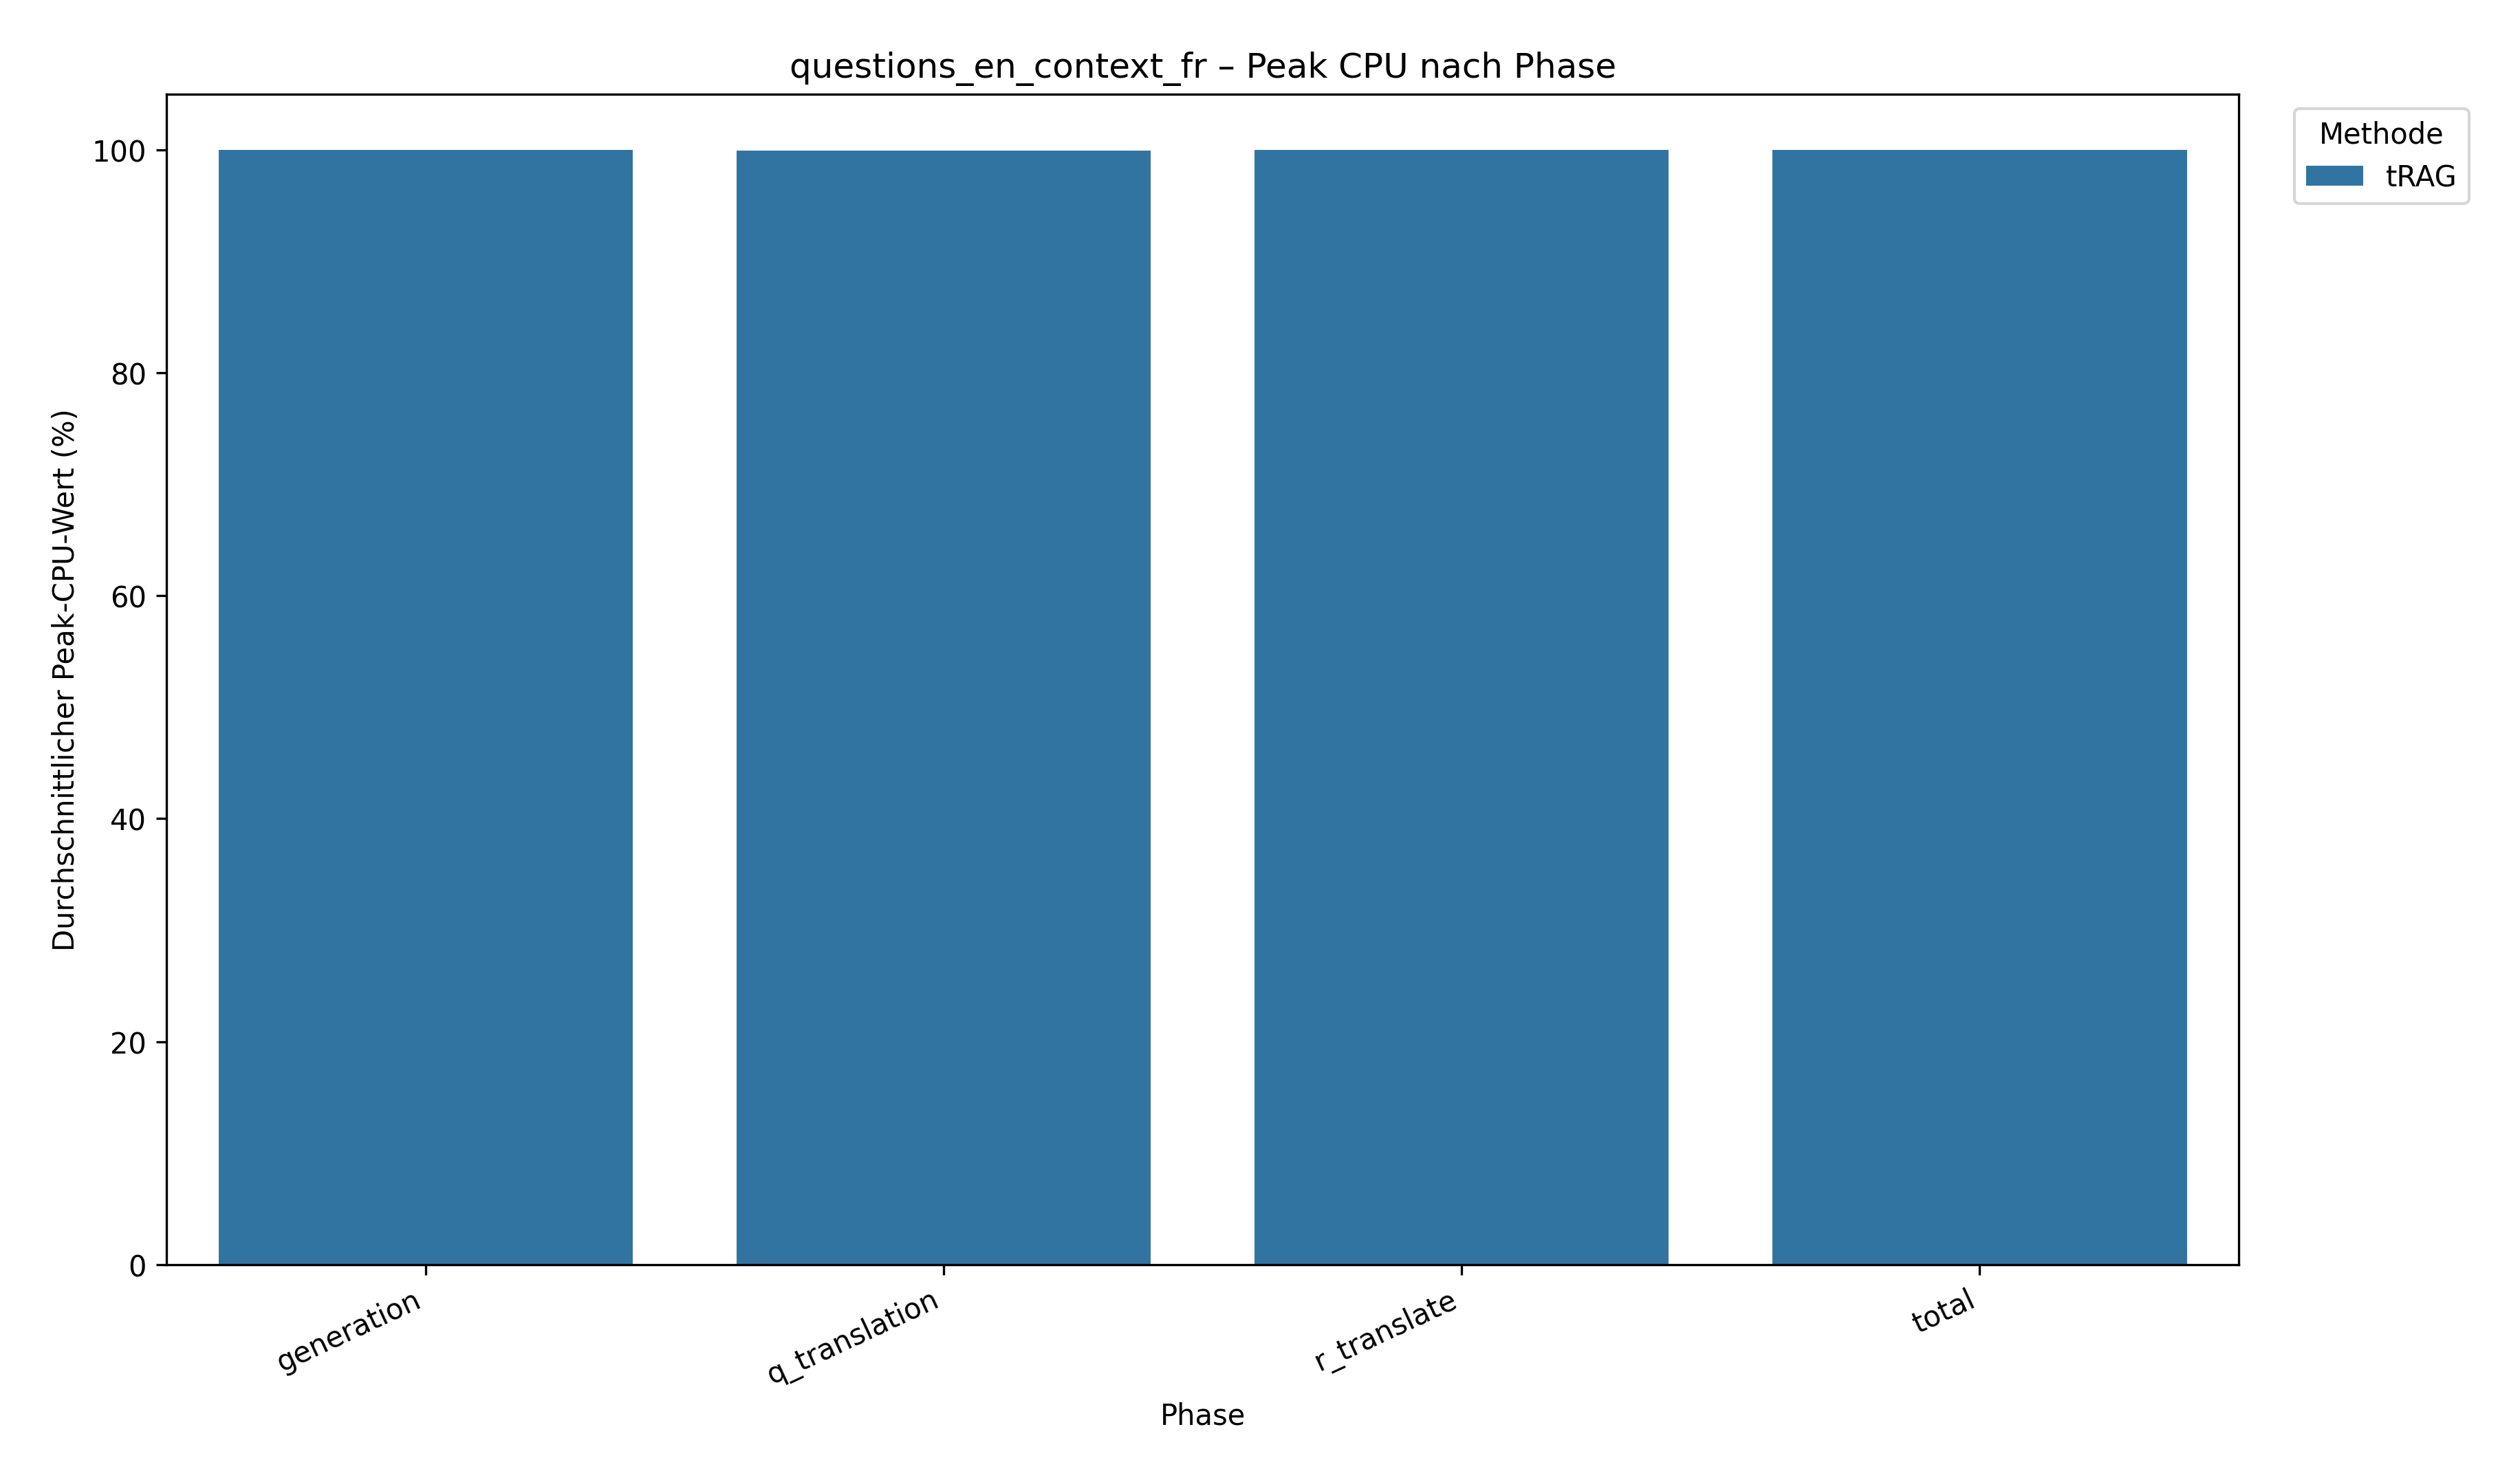 questions_en_context_fr – Peak CPU nach Phase
Methode
tRAG
Durchschnittlicher Peak-CPU-Wert (%)
100
80
60
40
20
0
generation
q_translation
r_translate
total
Phase